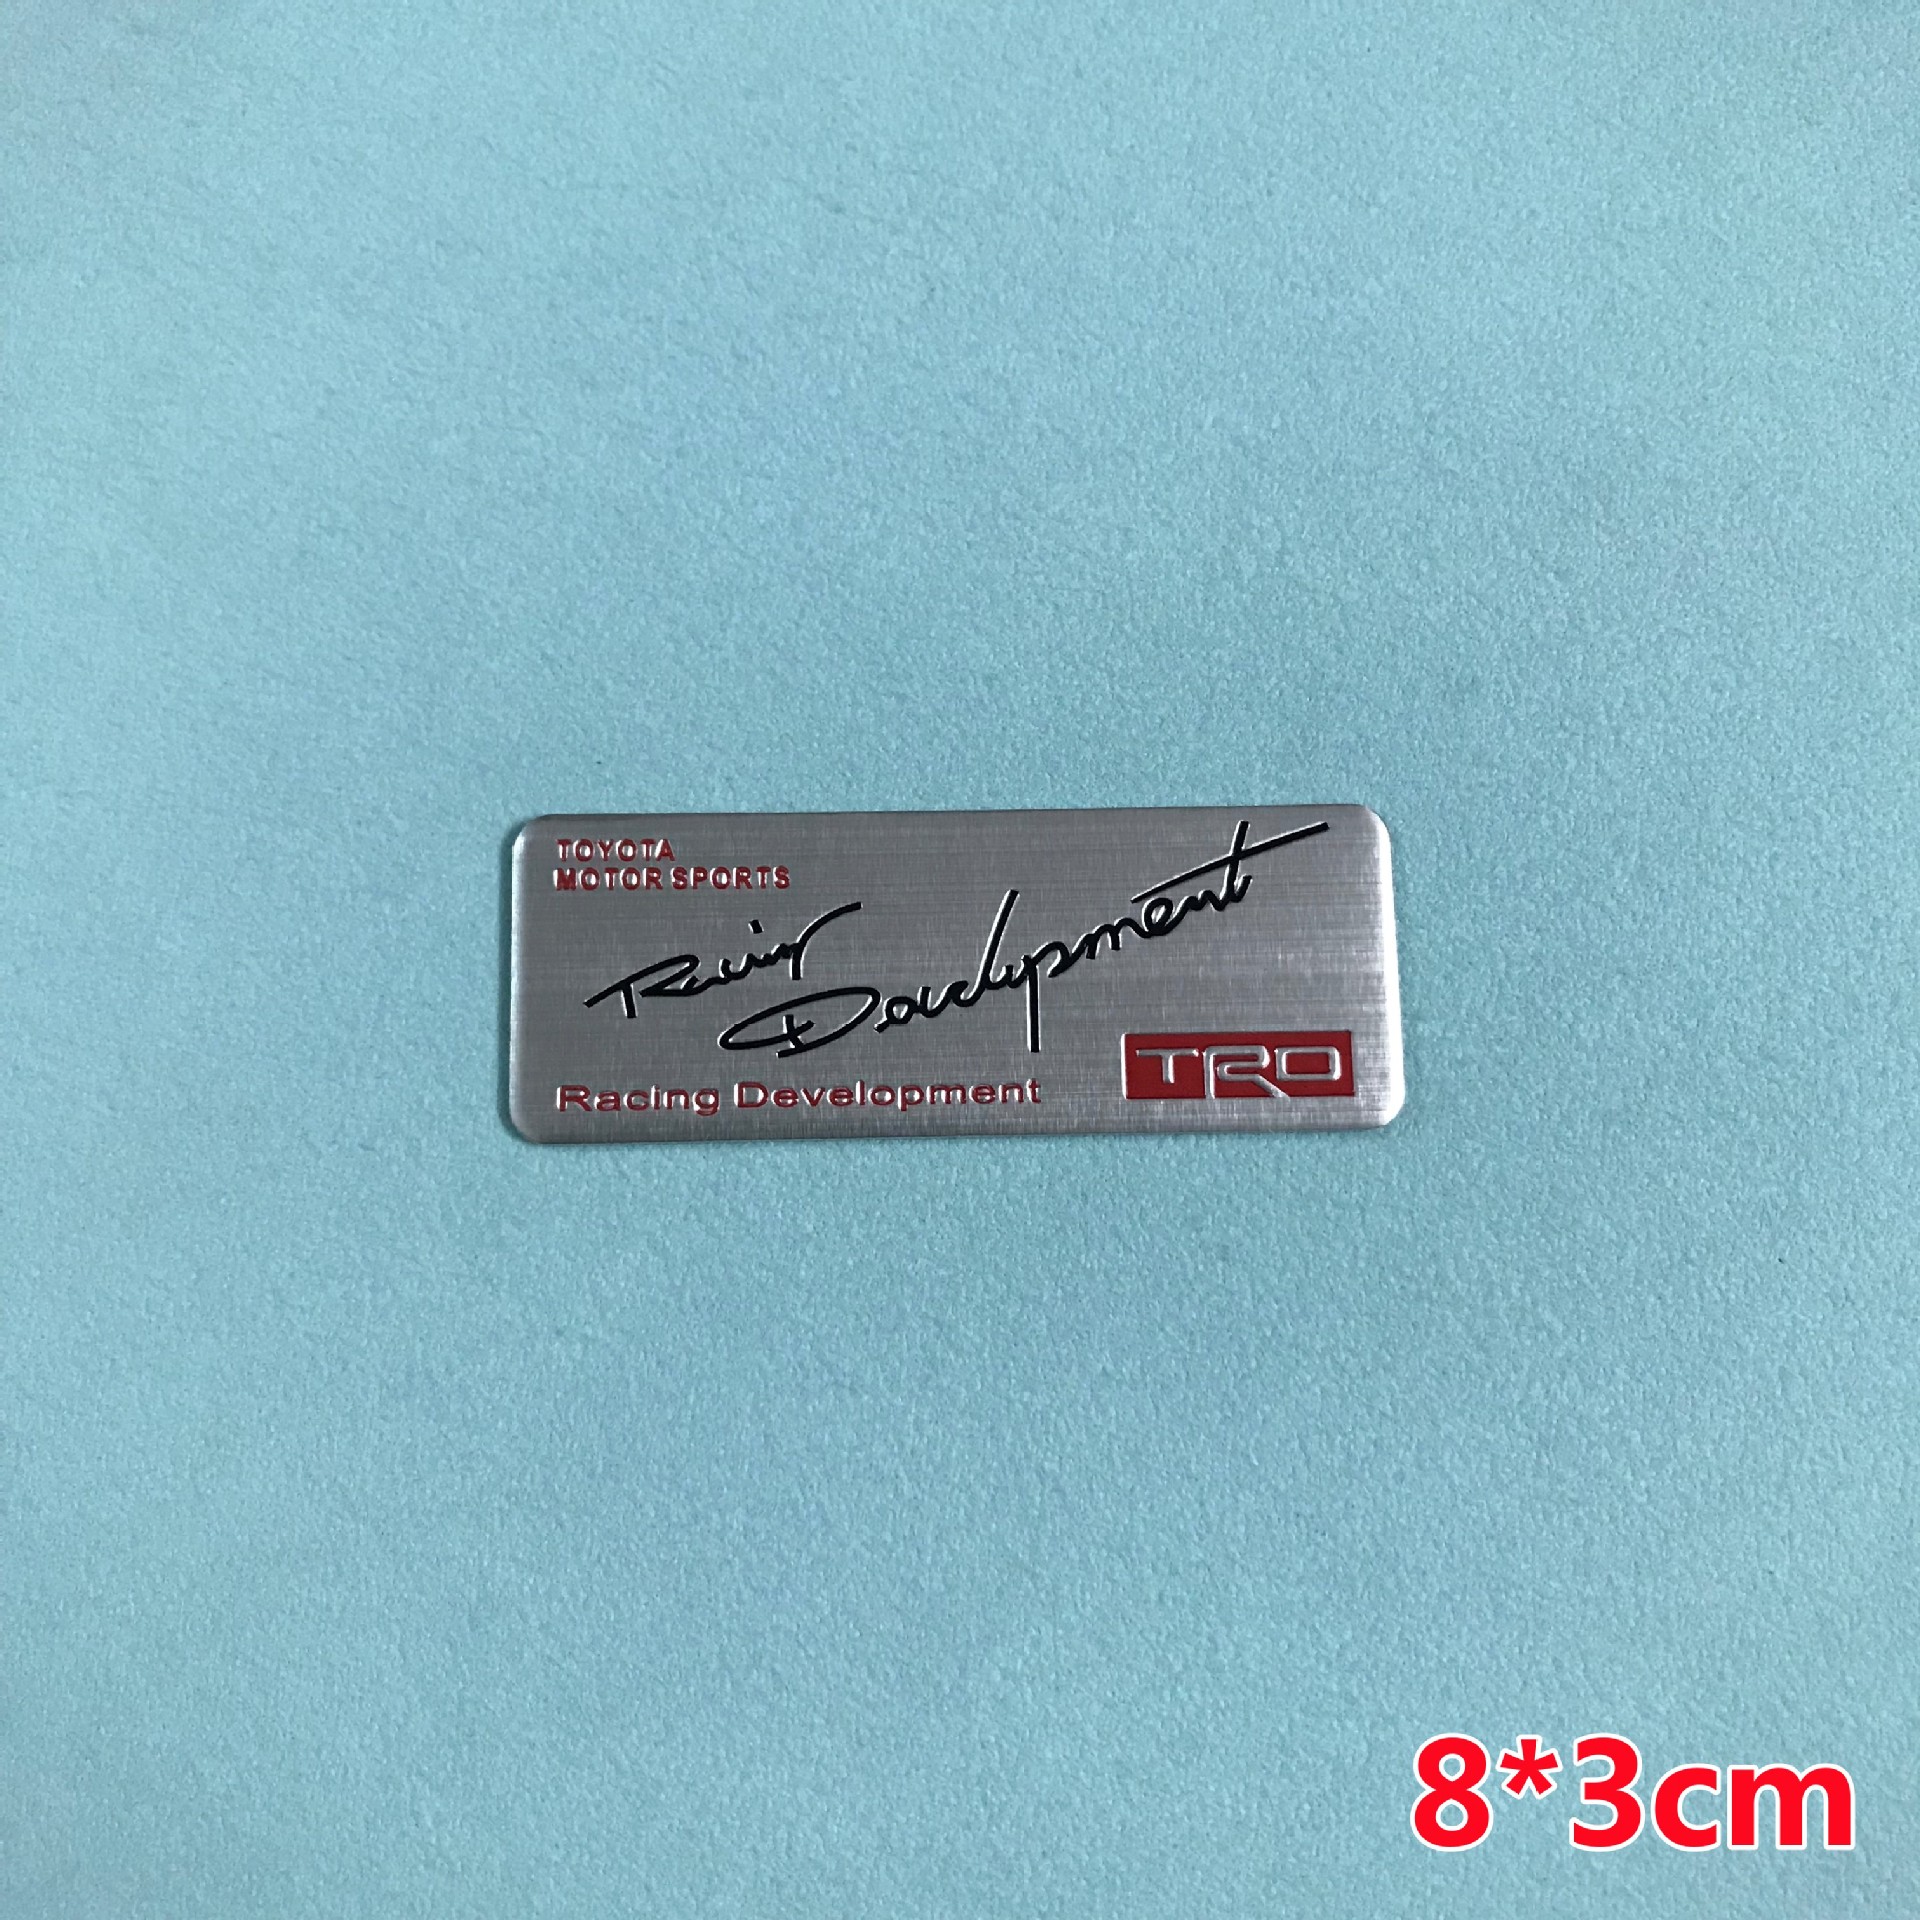 TOYOTA
MOTOR SPORTS
Racing
Development
Racing Development
TRD
8*3cm